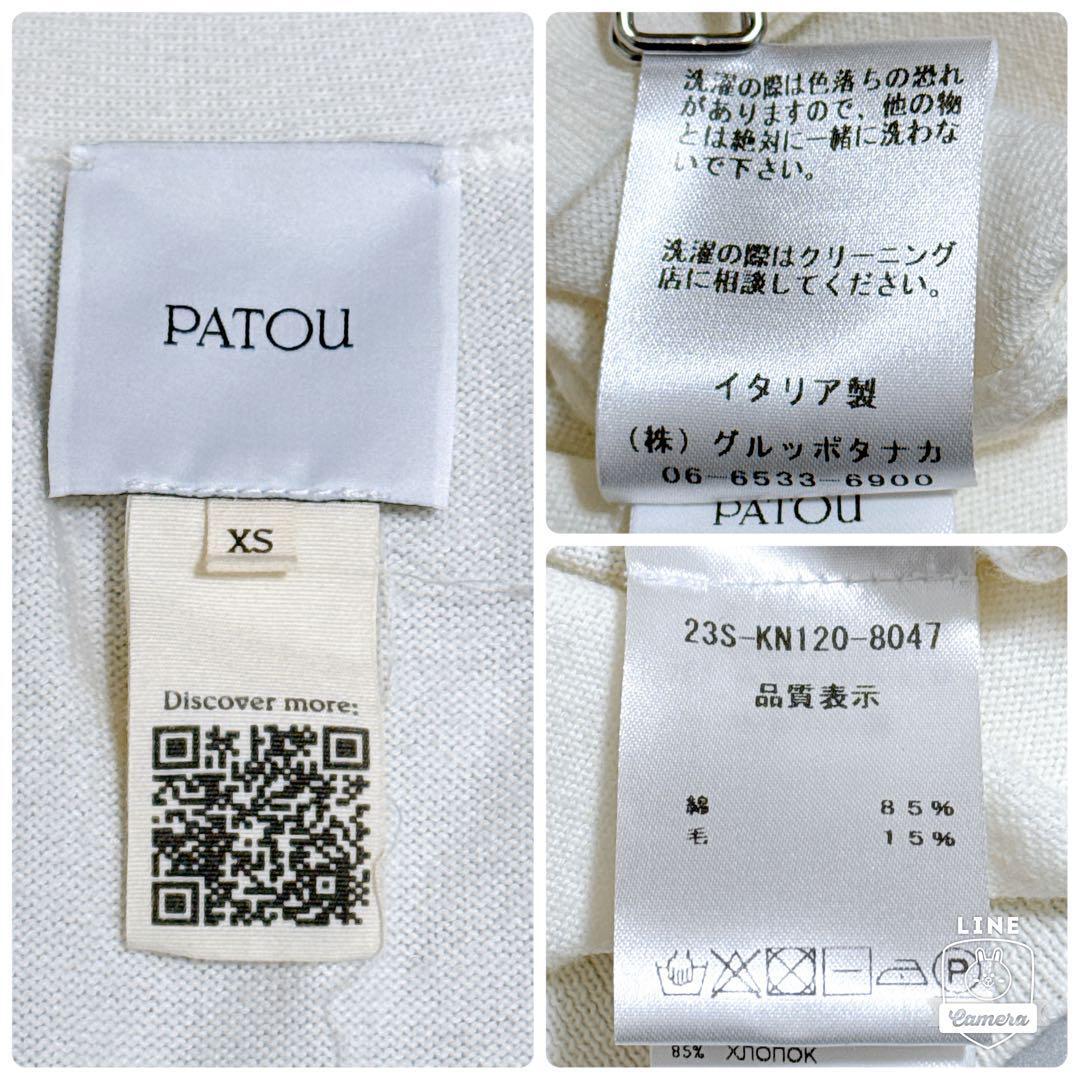 PATOU
XS
Discover more:
洗濯の際は色落ちの恐れ
がありますので、他の物
とは絶対に一緒に洗わな
いで下さい。
洗濯の際はクリーニング
店に相談してください。
イタリア製
(株) グルッポタナカ
06-6533-6900
PATOU
23S-KN120-8047
品質表示
綿 85%
毛 15%
P
LINE
Camera
85% ХЛОПОК